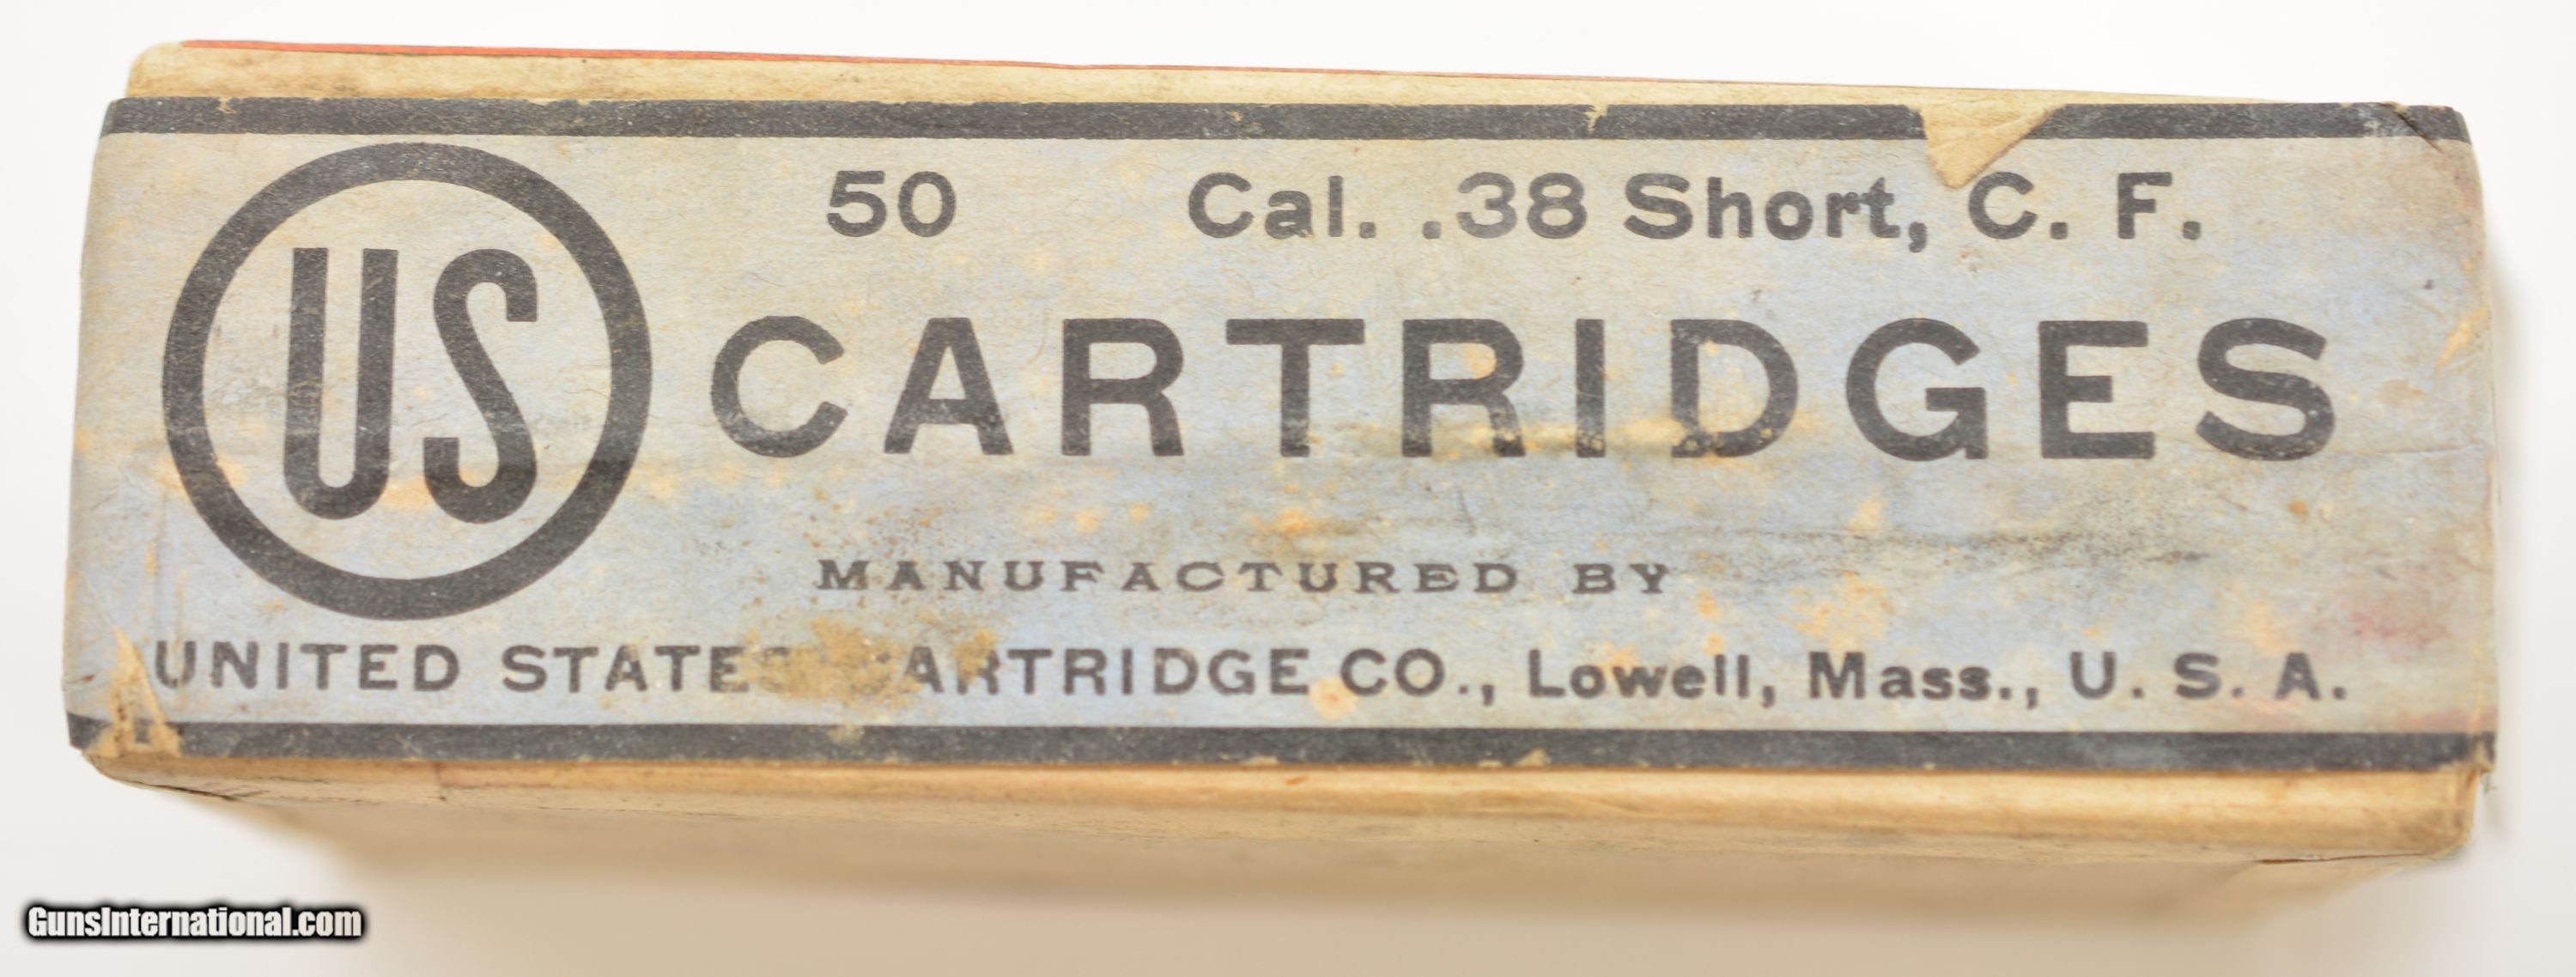 US
50 Cal. .38 Short, C. F.
CARTRIDGES
MANUFACTURED BY
UNITED STATES CARTRIDGE CO., Lowell, Mass., U. S. A.
GunsInternational.com